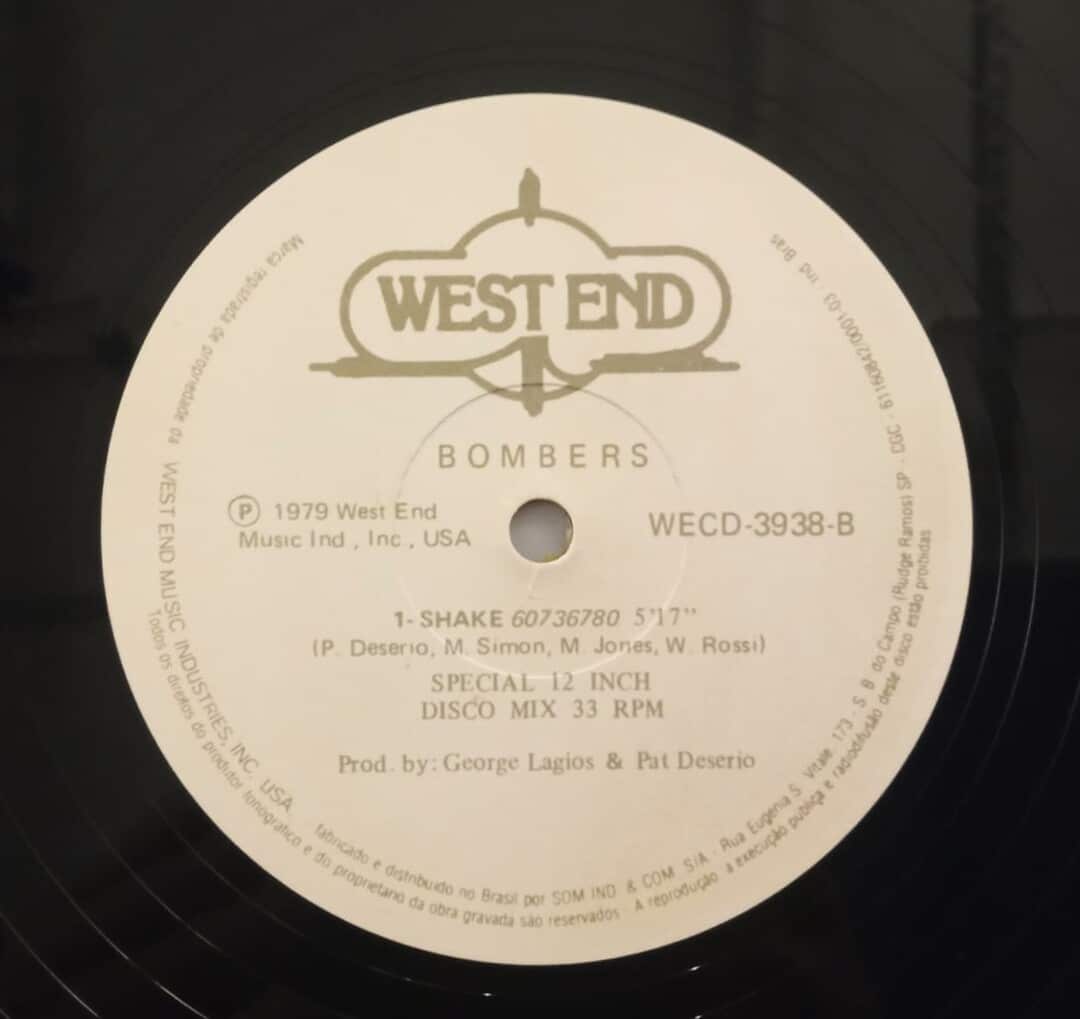 WEST END
BOMBERS
Ⓟ 1979 West End
Music Ind., Inc., USA
WECD-3938-B
1- SHAKE 60736780 5'17"
(P. Deserio, M. Simon, M. Jones, W. Rossi)
SPECIAL 12 INCH
DISCO MIX 33 RPM
Prod. by: George Lagios & Pat Deserio
Marca registrada de propriedade da WEST END MUSIC INDUSTRIES, INC. USA fabricado e distribuido no Brasil por SOM IND & COM S/A - Rua Eugenia S. Vitale, 173 - S. B. do Campo (Rudge Ramos) SP - CGC - 61160842/0001-03 Ind Bras
Todos os direitos do produtor fonográfico e do proprietario da obra gravada são reservados A reprodução a execução pública e radiodifusão deste disco estão proibidas